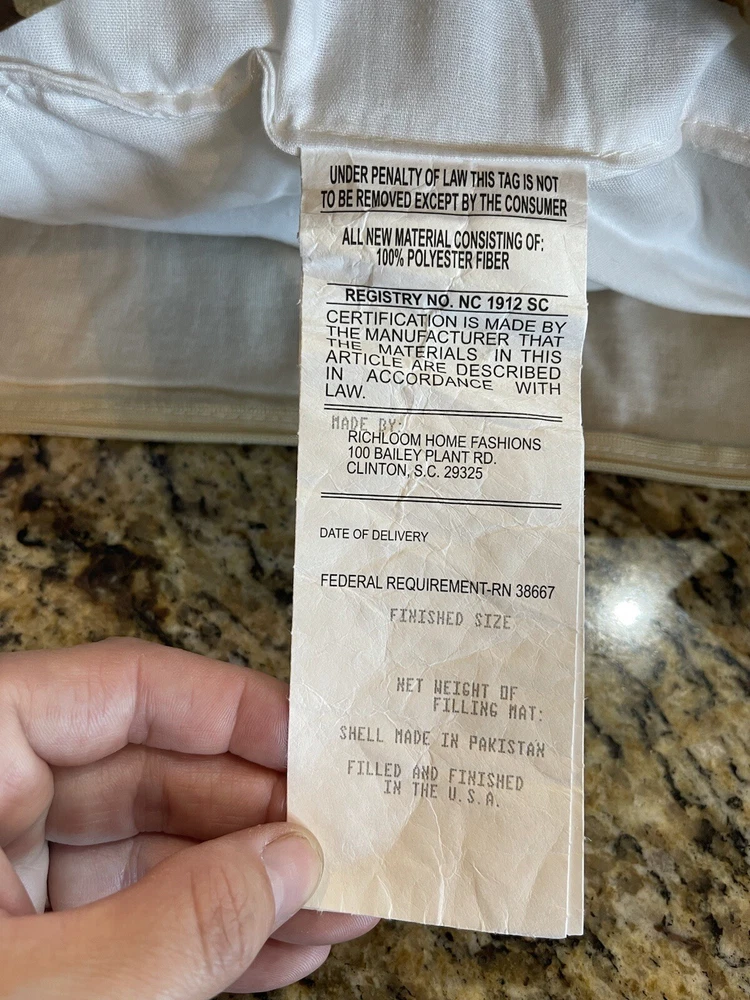 UNDER PENALTY OF LAW THIS TAG IS NOT
TO BE REMOVED EXCEPT BY THE CONSUMER
ALL NEW MATERIAL CONSISTING OF:
100% POLYESTER FIBER
REGISTRY NO. NC 1912 SC
CERTIFICATION IS MADE BY
THE MANUFACTURER THAT
THE MATERIALS IN THIS
ARTICLE ARE DESCRIBED
IN ACCORDANCE WITH
LAW.
MADE BY:
RICHLOOM HOME FASHIONS
100 BAILEY PLANT RD.
CLINTON, S.C. 29325
DATE OF DELIVERY
FEDERAL REQUIREMENT-RN 38667
FINISHED SIZE
NET WEIGHT OF
FILLING MAT:
SHELL MADE IN PAKISTAN
FILLED AND FINISHED
IN THE U.S.A.